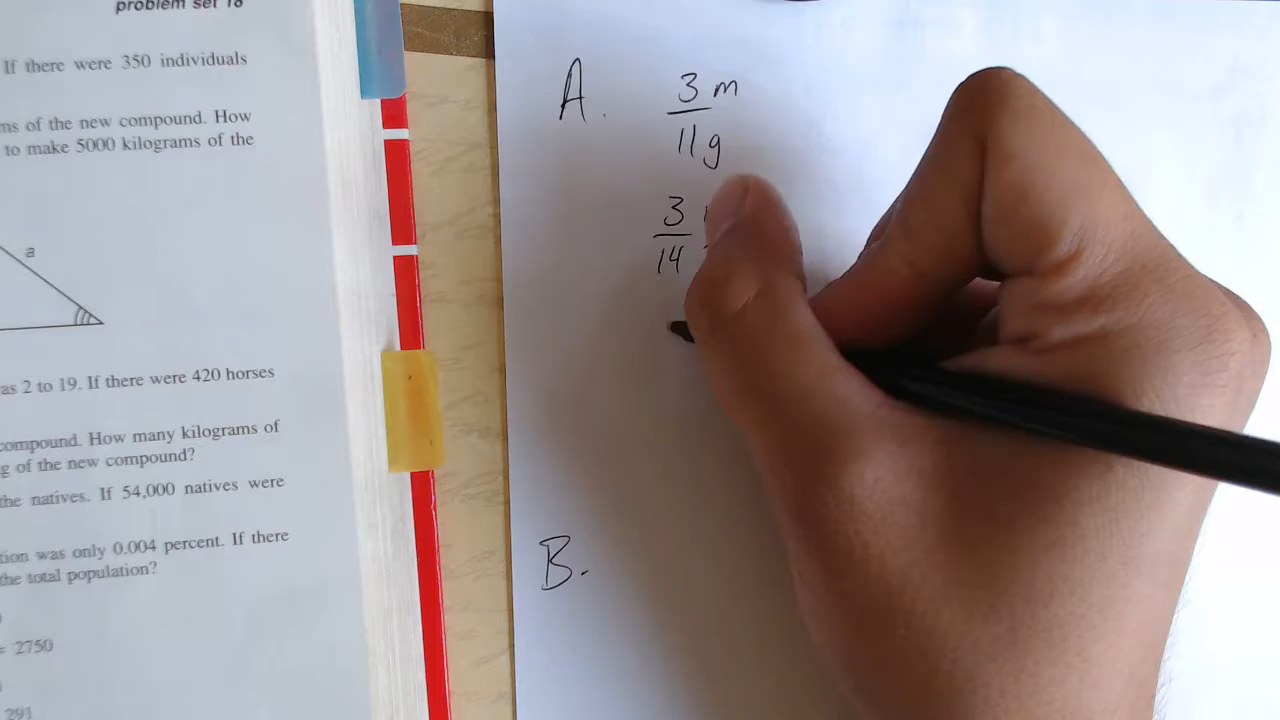 problem set 18
If there were 350 individuals
ms of the new compound. How
to make 5000 kilograms of the
a
as 2 to 19. If there were 420 horses
compound. How many kilograms of
g of the new compound?
the natives. If 54,000 natives were
tion was only 0.004 percent. If there
the total population?
= 2750
291
A.
3 m
11 g
3
14
B.